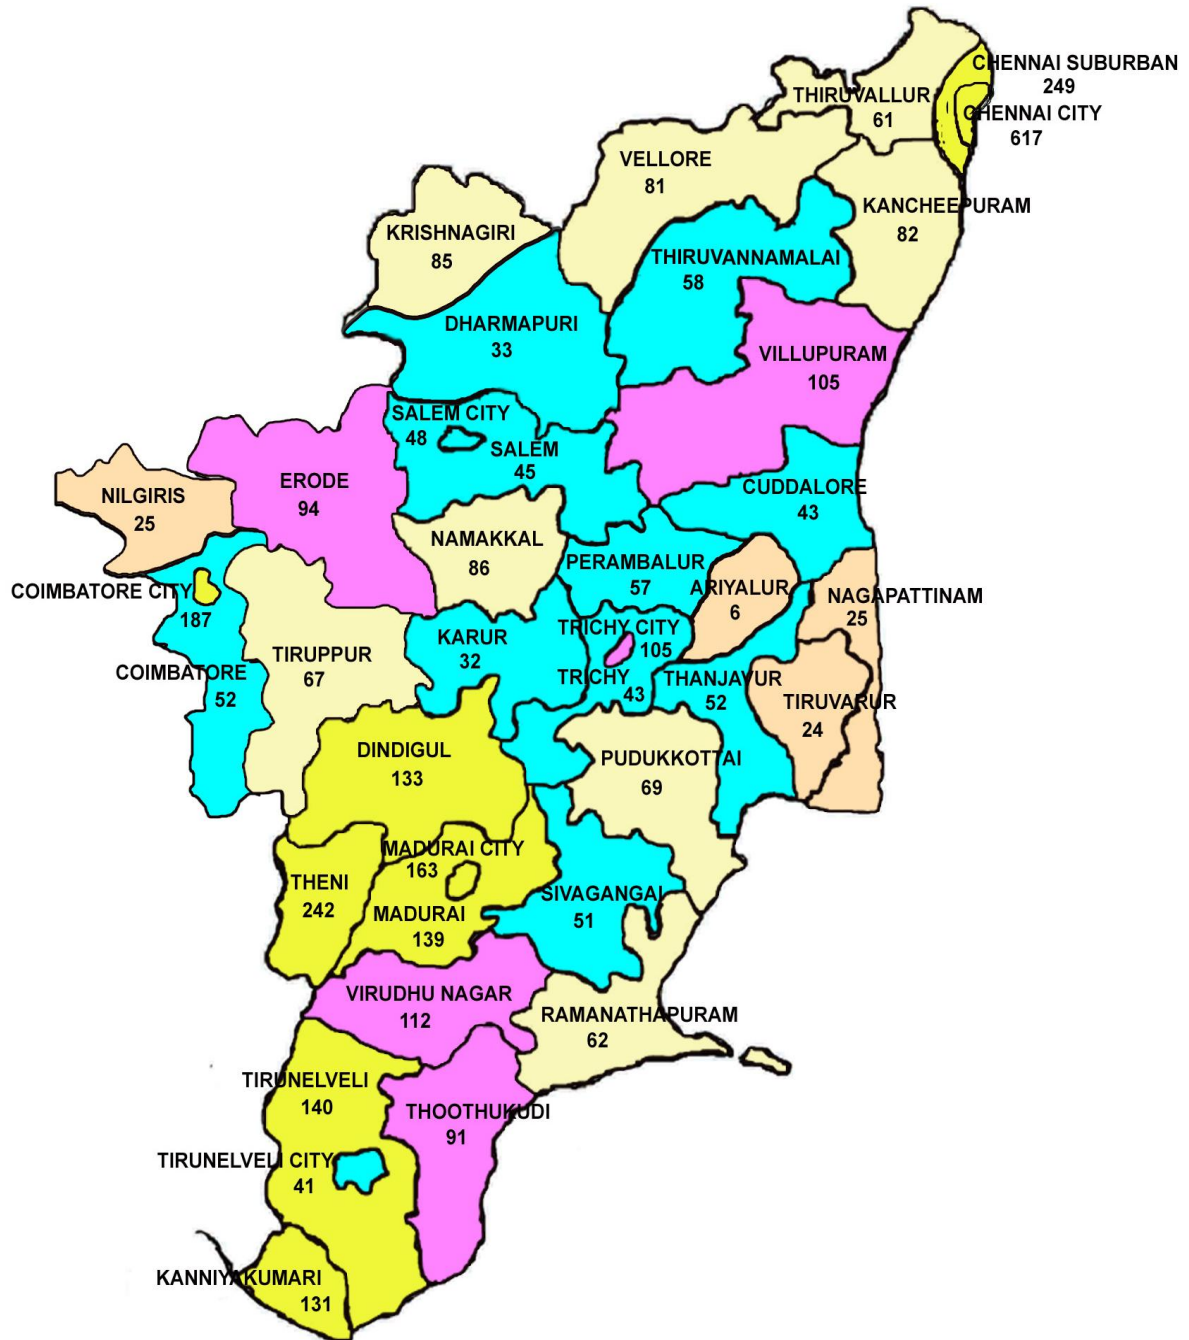 CHENNAI SUBURBAN
249
THIRUVALLUR
61
CHENNAI CITY
617
VELLORE
81
KANCHEEPURAM
82
KRISHNAGIRI
85
THIRUVANNAMALAI
58
DHARMAPURI
33
VILLUPURAM
105
SALEM CITY
48
SALEM
45
ERODE
94
CUDDALORE
43
NILGIRIS
25
NAMAKKAL
86
PERAMBALUR
57
ARIYALUR
6
NAGAPATTINAM
25
COIMBATORE CITY
187
TRICHY CITY
105
KARUR
32
TIRUPPUR
67
COIMBATORE
52
TRICHY
43
THANJAVUR
52
TIRUVARUR
24
DINDIGUL
133
PUDUKKOTTAI
69
MADURAI CITY
163
THENI
242
SIVAGANGAI
51
MADURAI
139
VIRUDHU NAGAR
112
RAMANATHAPURAM
62
TIRUNELVELI
140
THOOTHUKUDI
91
TIRUNELVELI CITY
41
KANNIYAKUMARI
131